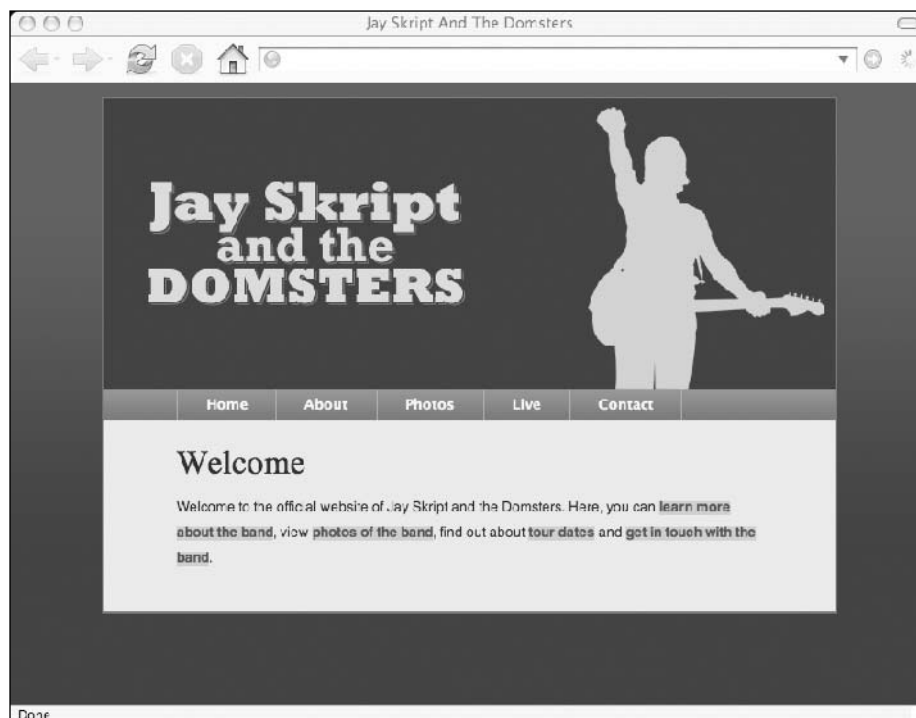 Jay Skript And The Domsters
Jay Skript
and the
DOMSTERS
Home About Photos Live Contact
Welcome
Welcome to the official website of Jay Skript and the Domsters. Here, you can learn more
about the band, view photos of the band, find out about tour dates and get in touch with the
band.
Done